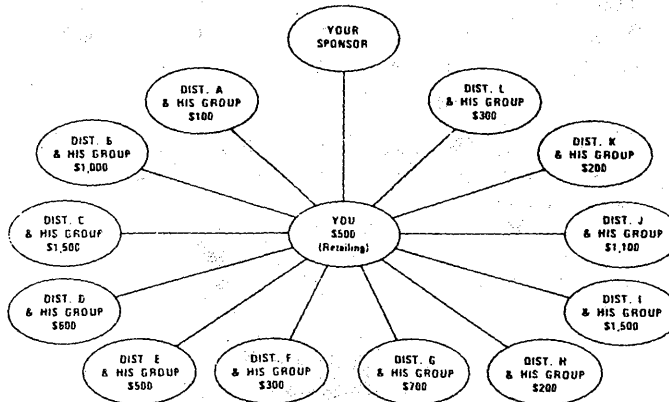 YOUR
SPONSOR
DIST. A
& HIS GROUP
$100
DIST. L
& HIS GROUP
$300
DIST. B
& HIS GROUP
$1,000
DIST. K
& HIS GROUP
$200
DIST. C
& HIS GROUP
$1,500
YOU
$500
(Retailing)
DIST. J
& HIS GROUP
$1,100
DIST. D
& HIS GROUP
$600
DIST. I
& HIS GROUP
$1,500
DIST E
& HIS GROUP
$500
DIST. F
& HIS GROUP
$300
DIST. G
& HIS GROUP
$700
DIST. H
& HIS GROUP
$200